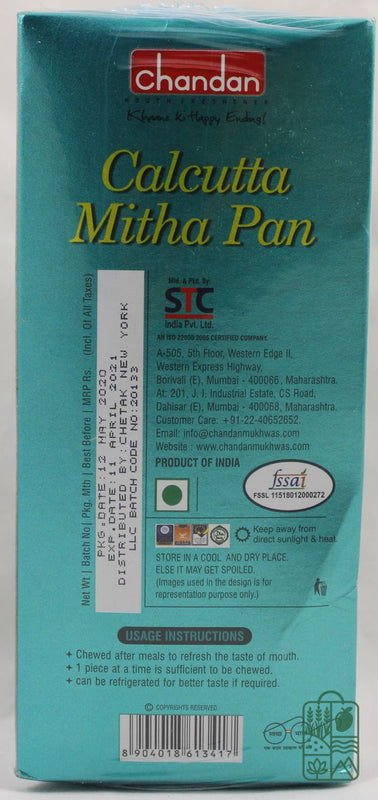 Chandan
MOUTH FRESHENER
Khaane Ki Happy Ending!
Calcutta
Mitha Pan
Net Wt | Batch No | Pkg. Mth | Best Before | MRP Rs. (Incl. Of All Taxes)
PKG.DATE:12 MAY 2020
EXP.DATE:11 APRIL 2021
DISTRIBUTED BY:CHETAK NEW YORK
LLC BATCH CODE NO:20133
Mfd. & Pkd. By:
STC
India Pvt. Ltd.
AN ISO 22000:2005 CERTIFIED COMPANY.
A-505, 5th Floor, Western Edge II,
Western Express Highway,
Borivali (E), Mumbai - 400066, Maharashtra.
At: 201, J. I. Industrial Estate, CS Road,
Dahisar (E), Mumbai - 400068, Maharashtra.
Customer Care: +91-22-40652652.
Email: info@chandanmukhwas.com
Website : www.chandanmukhwas.com
PRODUCT OF INDIA
fssai
FSSL 11518012000272
Keep away from
direct sunlight & heat.
STORE IN A COOL AND DRY PLACE.
ELSE IT MAY GET SPOILED.
(Images used in the design is for
representation purpose only.)
USAGE INSTRUCTIONS
+ Chewed after meals to refresh the taste of mouth.
+ 1 piece at a time is sufficient to be chewed.
+ can be refrigerated for better taste if required.
© COPYRIGHTS RESERVED
8 904018 613417